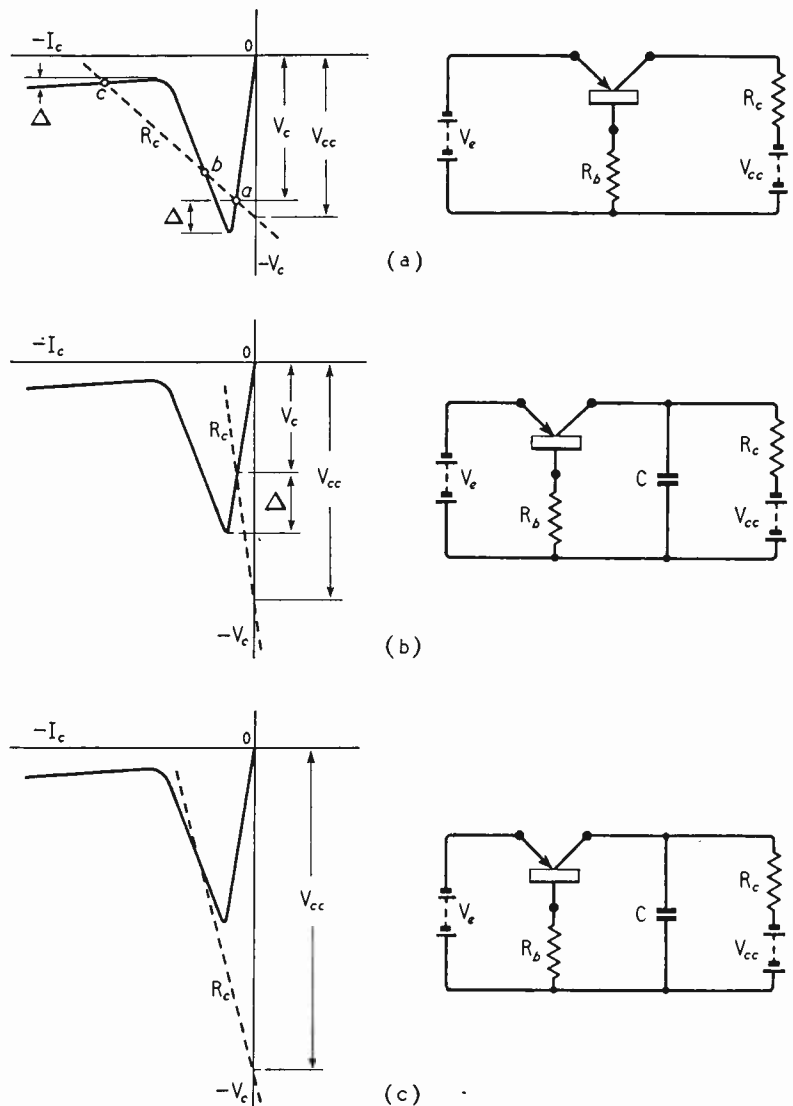 -I_c
0
Δ
c
R_c
V_c
V_cc
b
a
Δ
-V_c
V_e
R_b
R_c
V_cc
(a)
-I_c
0
R_c
V_c
V_cc
Δ
-V_c
V_e
R_b
C
R_c
V_cc
(b)
-I_c
0
V_cc
R_c
-V_c
V_e
R_b
C
R_c
V_cc
(c)